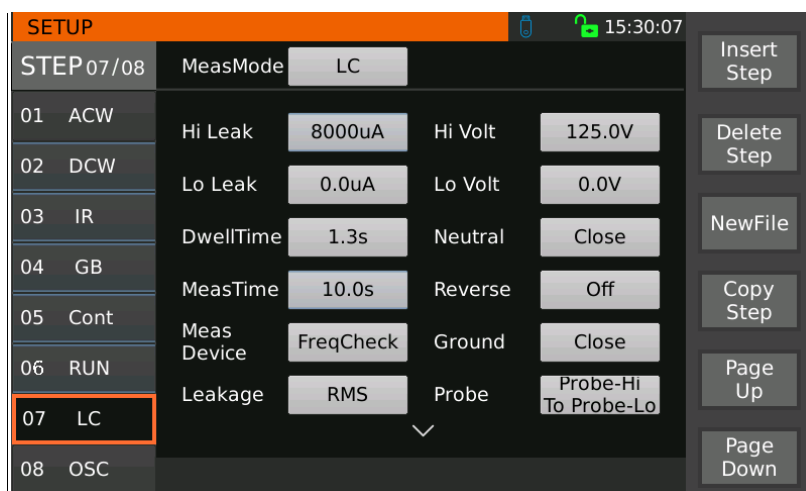 SETUP
15:30:07
STEP 07/08
MeasMode LC
01 ACW
02 DCW
03 IR
04 GB
05 Cont
06 RUN
07 LC
08 OSC
Hi Leak 8000uA Hi Volt 125.0V
Lo Leak 0.0uA Lo Volt 0.0V
DwellTime 1.3s Neutral Close
MeasTime 10.0s Reverse Off
Meas
Device FreqCheck Ground Close
Leakage RMS Probe Probe-Hi
To Probe-Lo
Insert
Step
Delete
Step
NewFile
Copy
Step
Page
Up
Page
Down